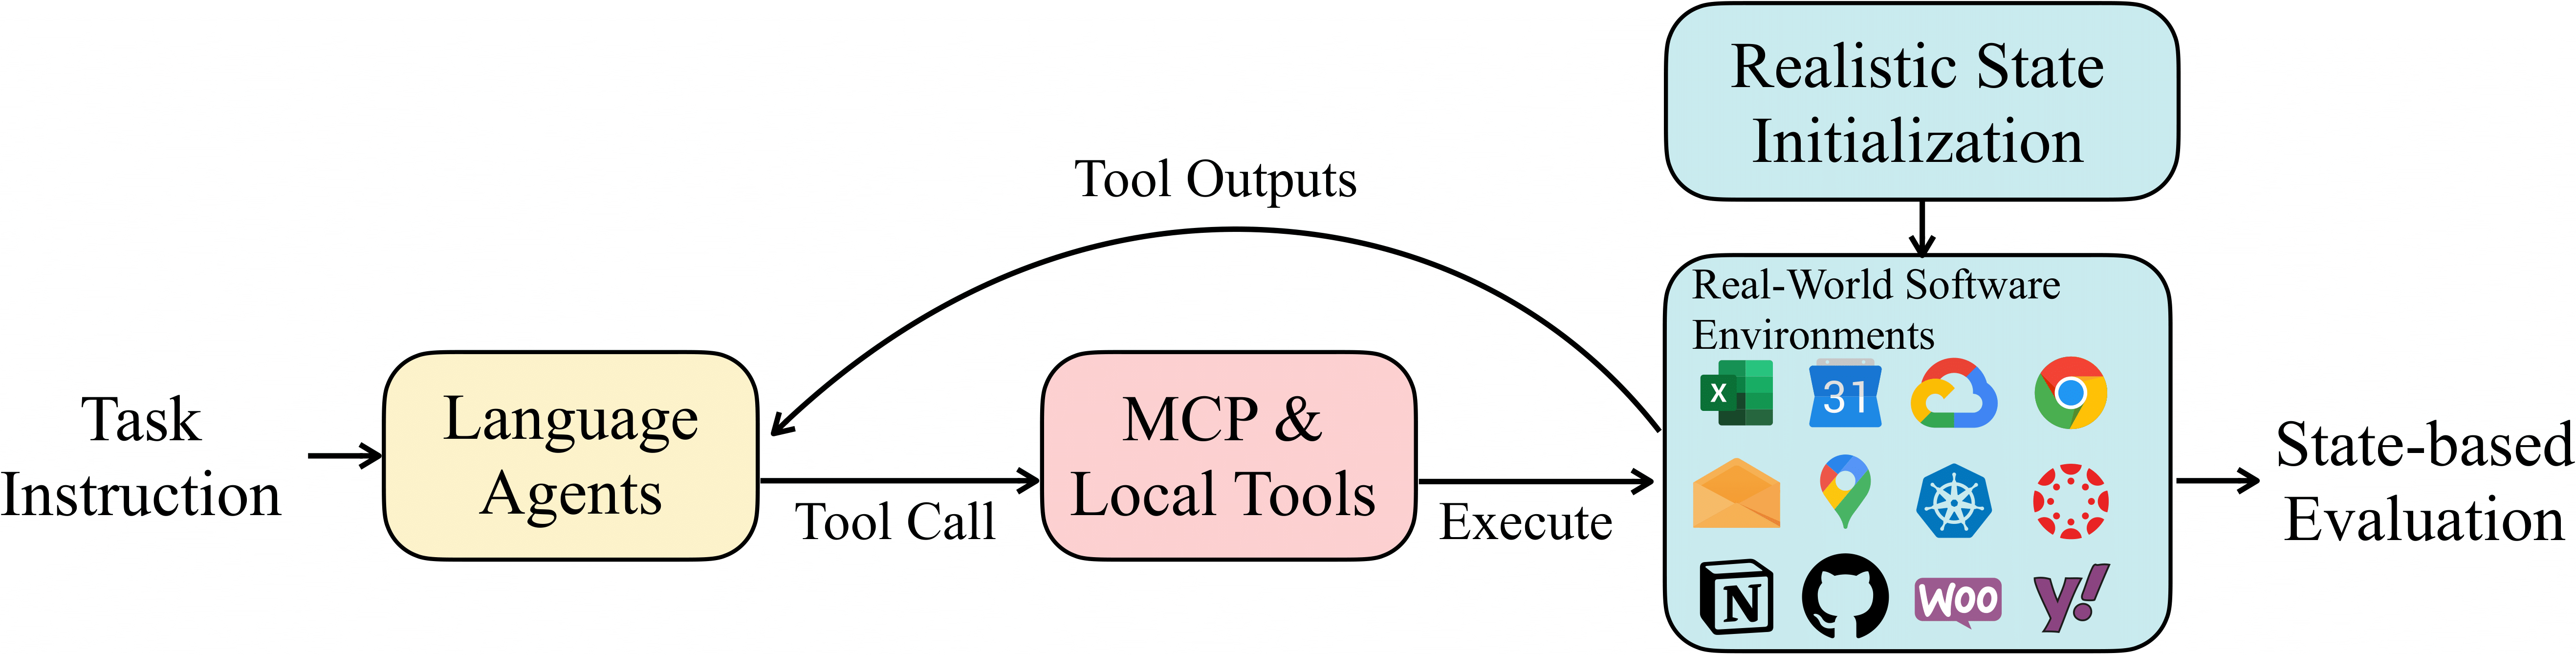 Realistic State
Initialization
Tool Outputs
Real-World Software
Environments
Task
Instruction
Language
Agents
Tool Call
MCP &
Local Tools
Execute
X
31
N
WOO
y!
State-based
Evaluation